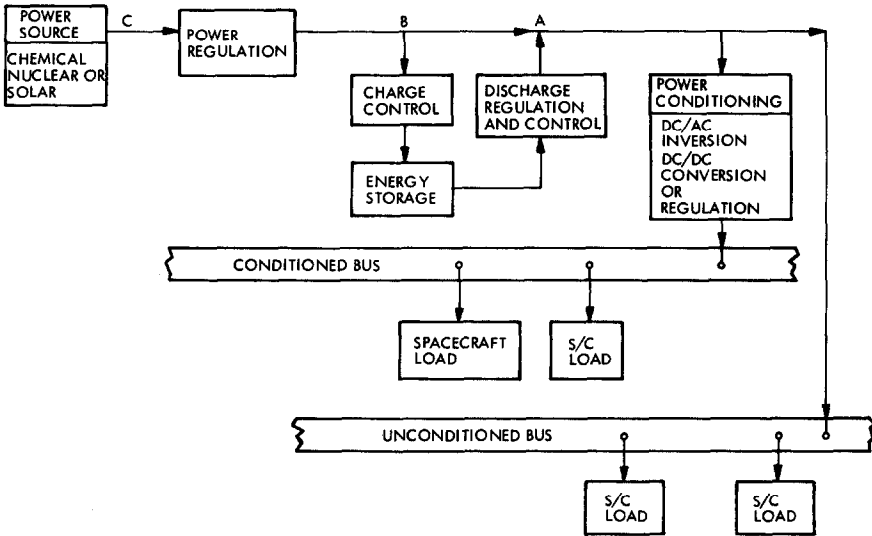 POWER
SOURCE
CHEMICAL
NUCLEAR OR
SOLAR
C
POWER
REGULATION
B
A
CHARGE
CONTROL
ENERGY
STORAGE
DISCHARGE
REGULATION
AND CONTROL
POWER
CONDITIONING
DC/AC
INVERSION
DC/DC
CONVERSION
OR
REGULATION
CONDITIONED BUS
SPACECRAFT
LOAD
S/C
LOAD
UNCONDITIONED BUS
S/C
LOAD
S/C
LOAD